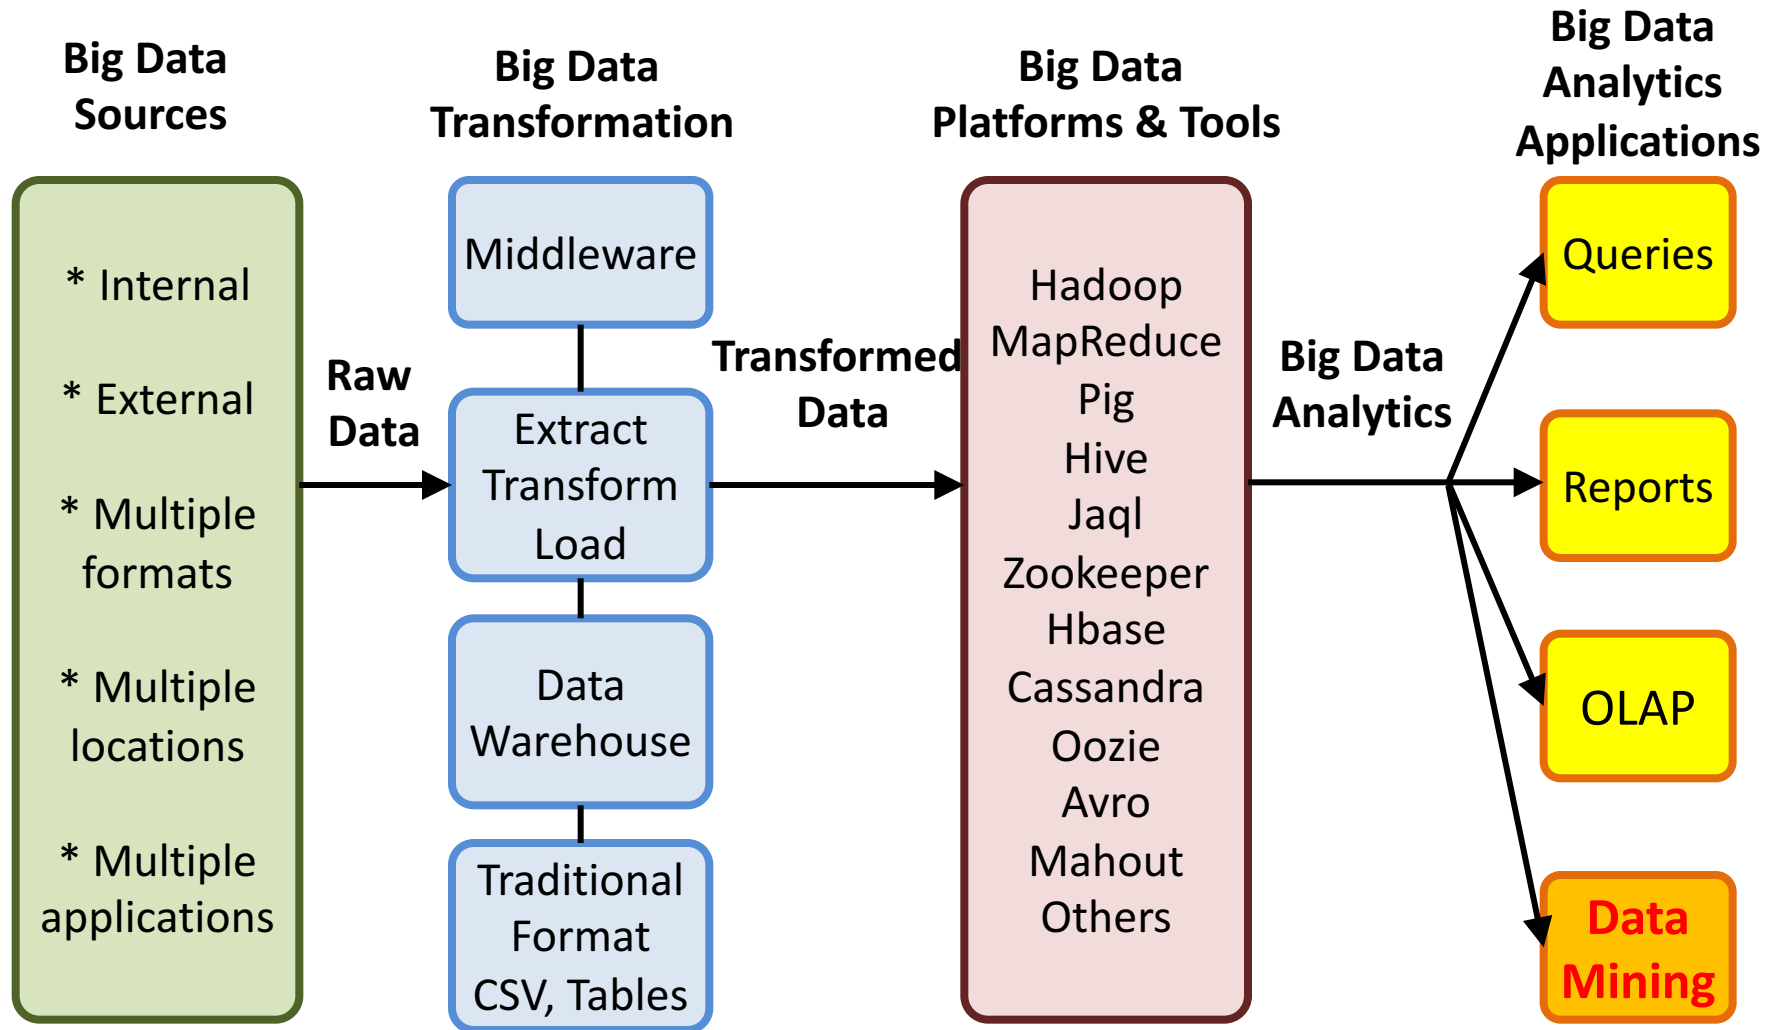 Big Data
Sources
* Internal
* External
* Multiple
formats
* Multiple
locations
* Multiple
applications
Raw
Data
Big Data
Transformation
Middleware
Extract
Transform
Load
Data
Warehouse
Traditional
Format
CSV, Tables
Transformed
Data
Big Data
Platforms & Tools
Hadoop
MapReduce
Pig
Hive
Jaql
Zookeeper
Hbase
Cassandra
Oozie
Avro
Mahout
Others
Big Data
Analytics
Big Data
Analytics
Applications
Queries
Reports
OLAP
Data
Mining